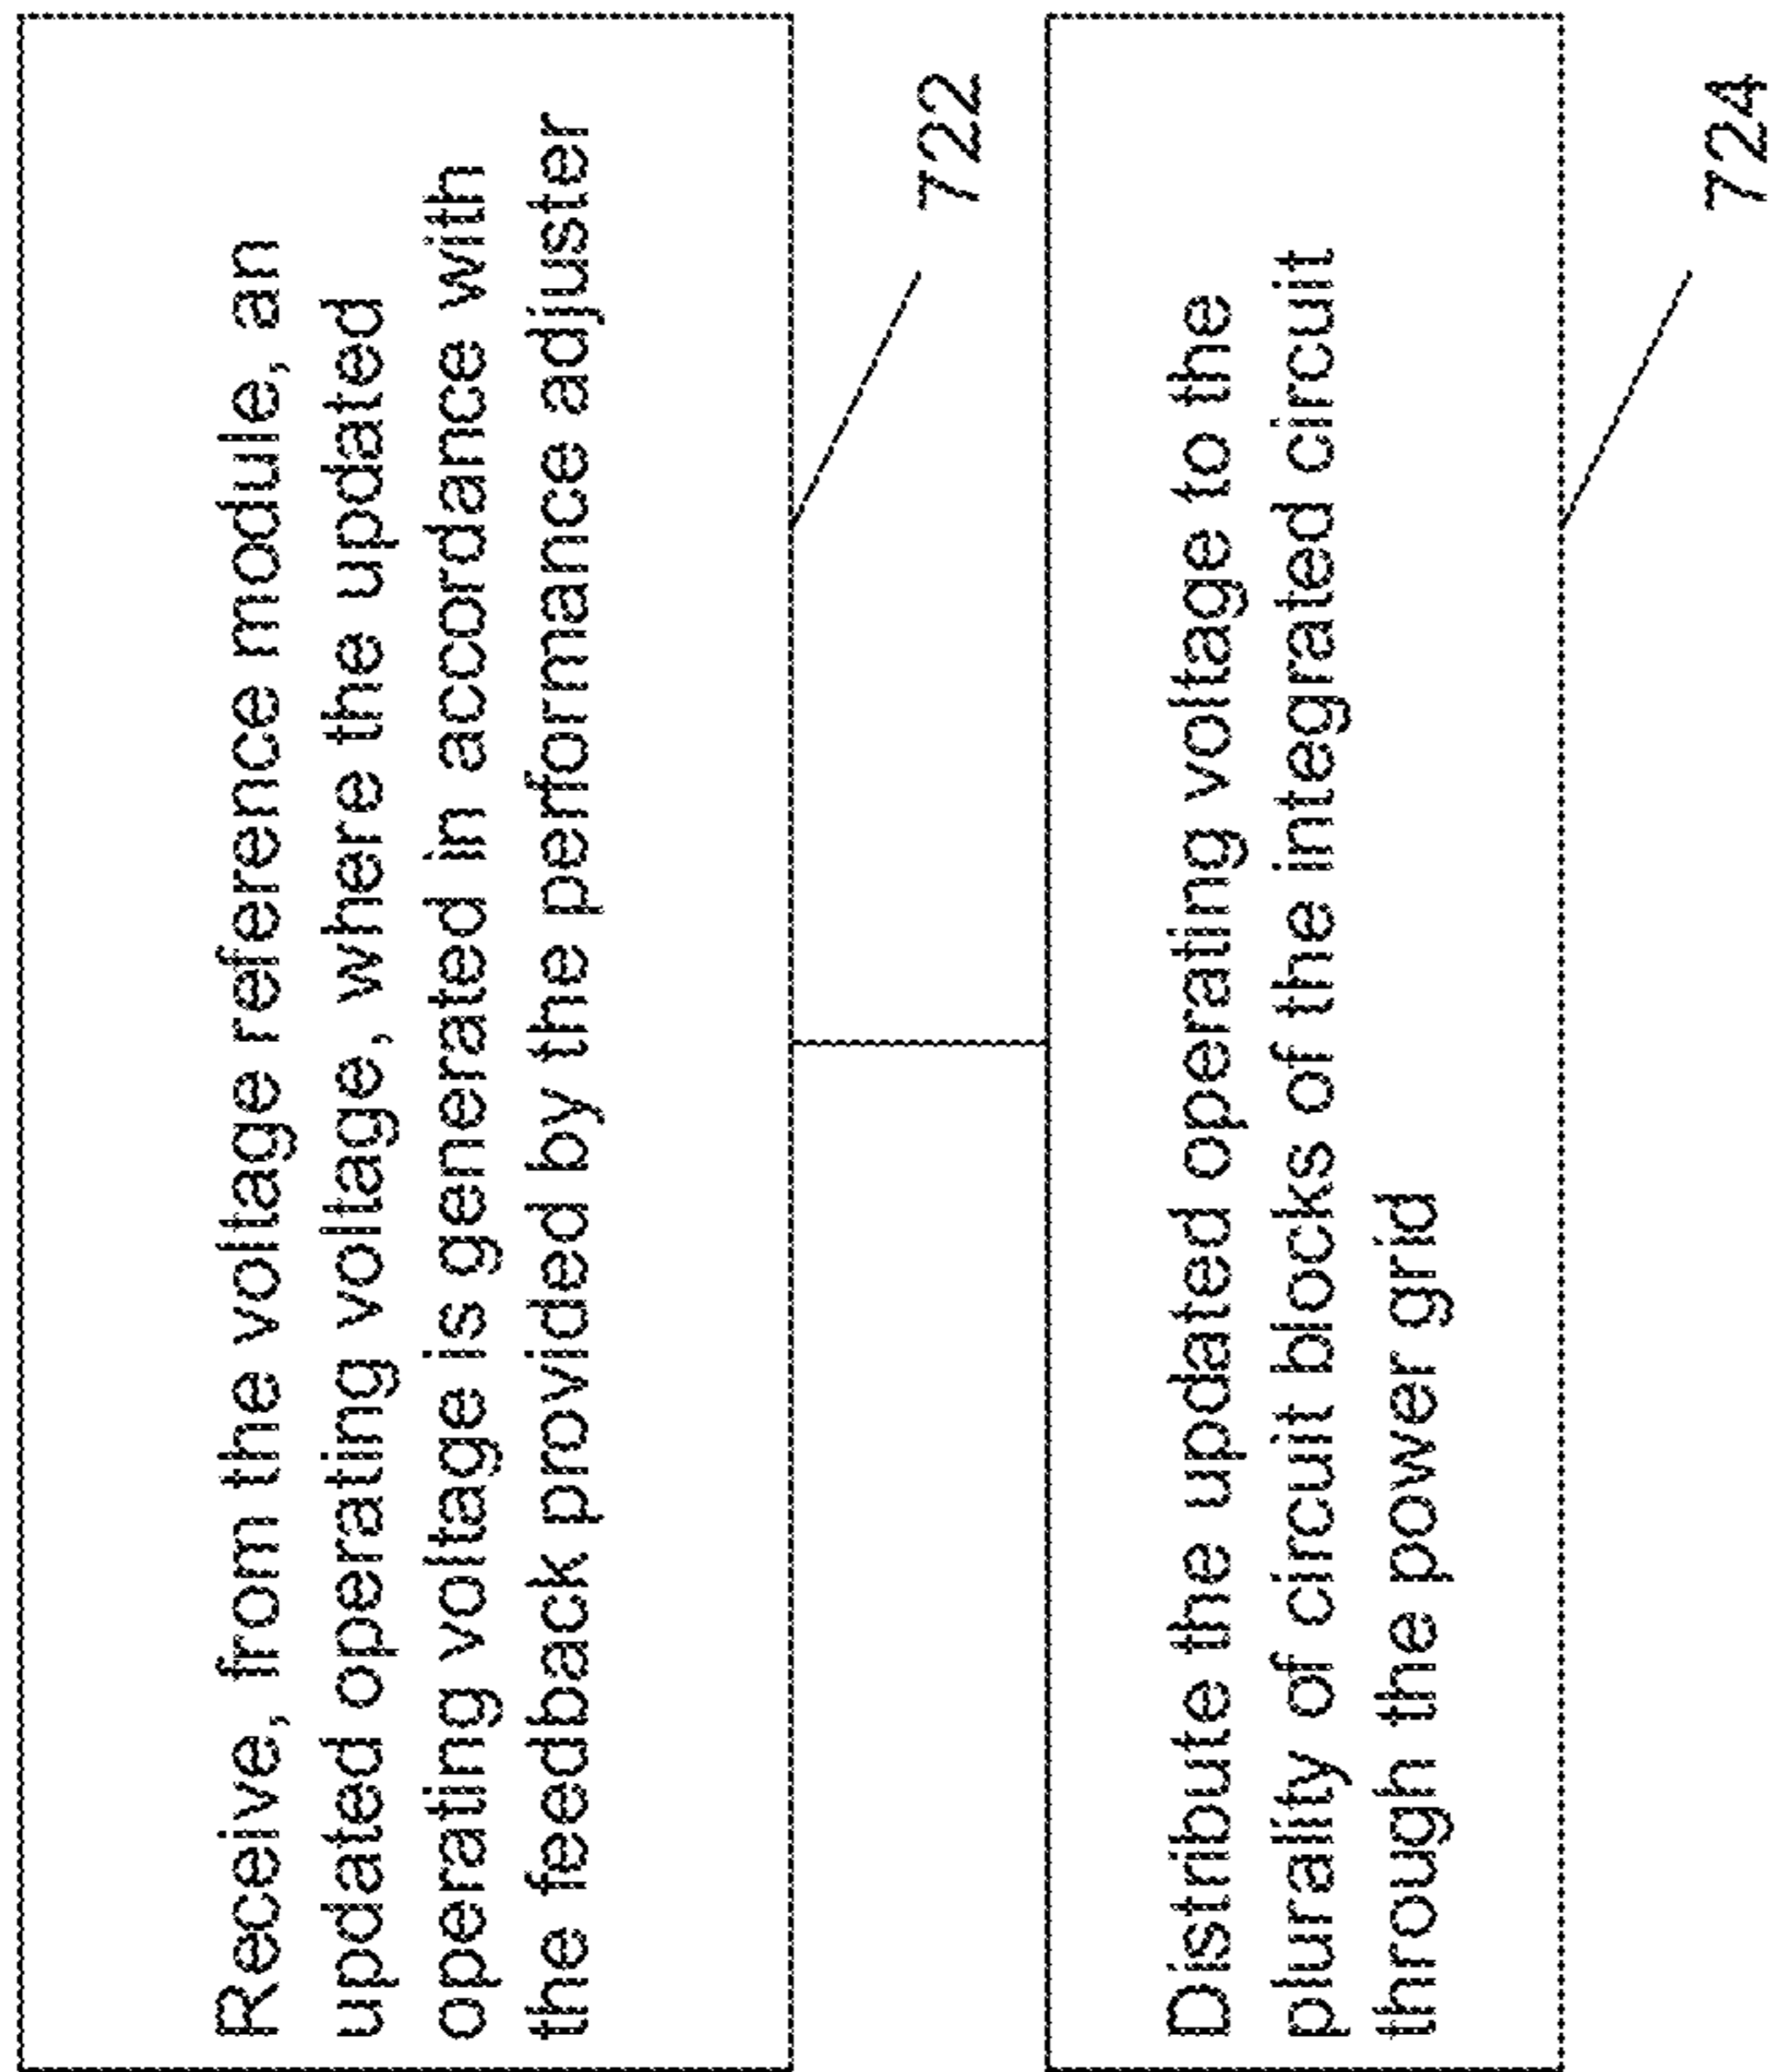 Receive, from the voltage reference module, an
updated operating voltage, where the updated
operating voltage is generated in accordance with
the feedback provided by the performance adjuster
722
Distribute the updated operating voltage to the
plurality of circuit blocks of the integrated circuit
through the power grid
724